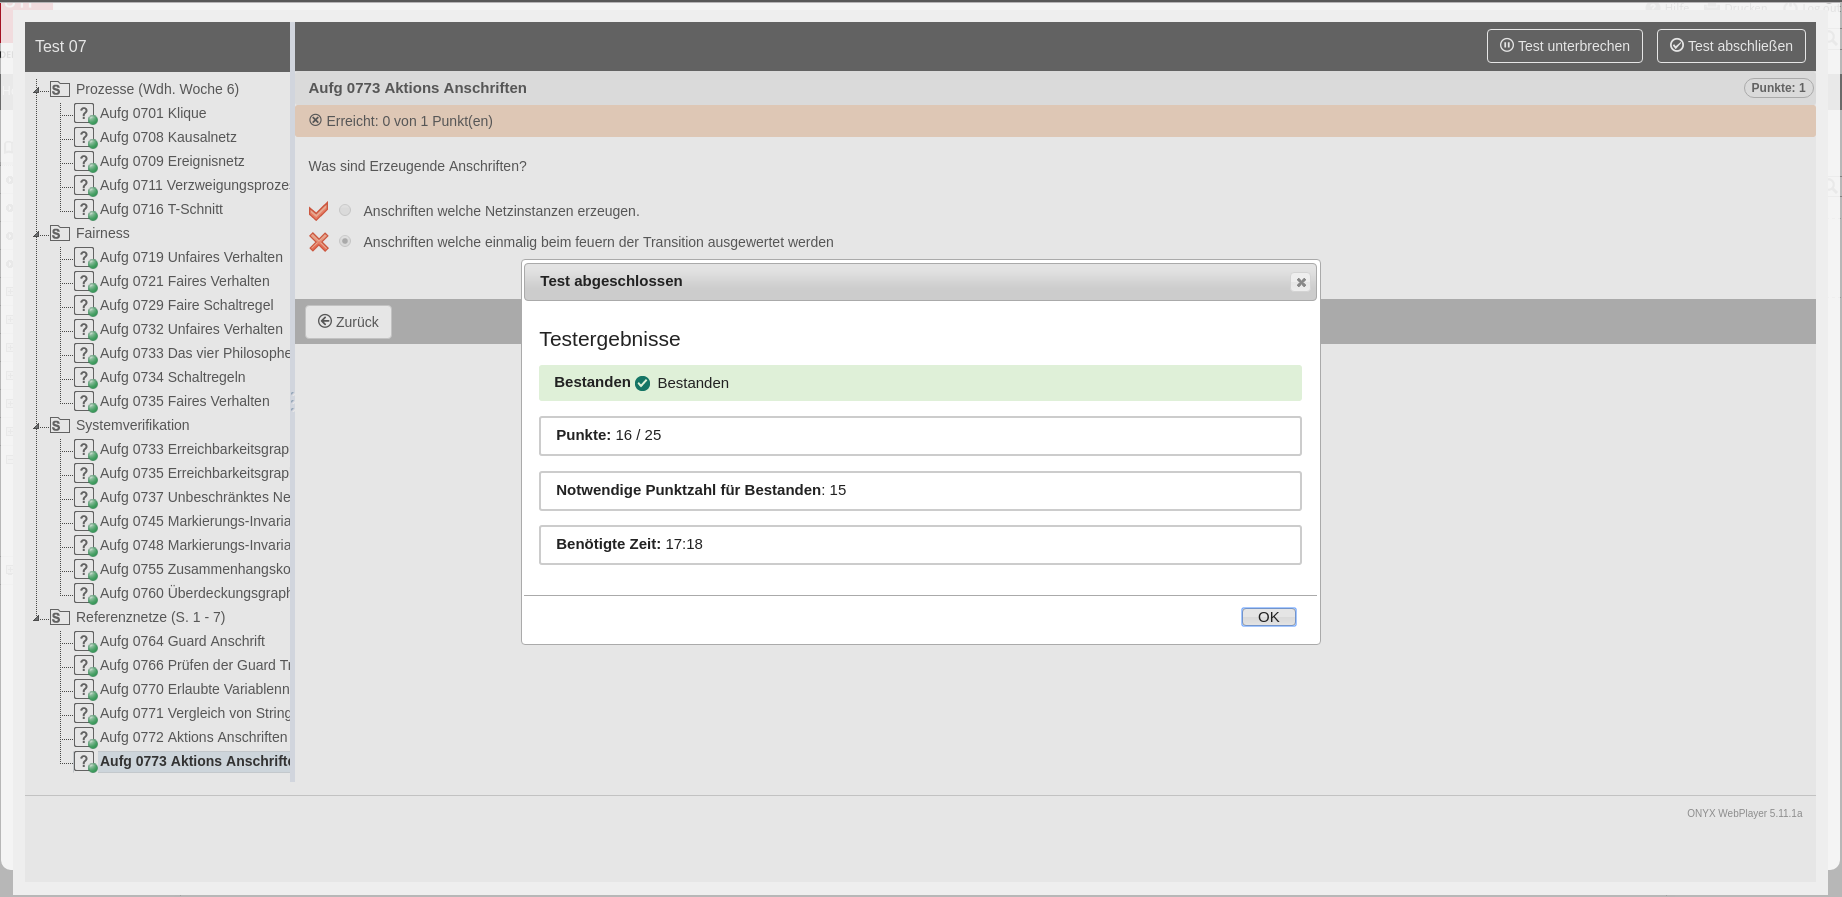 Test 07
Test unterbrechen
Test abschließen
Prozesse (Wdh. Woche 6)
Aufg 0701 Klique
Aufg 0708 Kausalnetz
Aufg 0709 Ereignisnetz
Aufg 0711 Verzweigungsproze
Aufg 0716 T-Schnitt
Fairness
Aufg 0719 Unfaires Verhalten
Aufg 0721 Faires Verhalten
Aufg 0729 Faire Schaltregel
Aufg 0732 Unfaires Verhalten
Aufg 0733 Das vier Philosophe
Aufg 0734 Schaltregeln
Aufg 0735 Faires Verhalten
Systemverifikation
Aufg 0733 Erreichbarkeitsgrap
Aufg 0735 Erreichbarkeitsgrap
Aufg 0737 Unbeschränktes Ne
Aufg 0745 Markierungs-Invaria
Aufg 0748 Markierungs-Invaria
Aufg 0755 Zusammenhangsko
Aufg 0760 Überdeckungsgraph
Referenznetze (S. 1 - 7)
Aufg 0764 Guard Anschrift
Aufg 0766 Prüfen der Guard Tr
Aufg 0770 Erlaubte Variablenn
Aufg 0771 Vergleich von String
Aufg 0772 Aktions Anschriften
Aufg 0773 Aktions Anschrifte
Aufg 0773 Aktions Anschriften
Punkte: 1
Erreicht: 0 von 1 Punkt(en)
Was sind Erzeugende Anschriften?
Anschriften welche Netzinstanzen erzeugen.
Anschriften welche einmalig beim feuern der Transition ausgewertet werden
Zurück
Test abgeschlossen
Testergebnisse
Bestanden Bestanden
Punkte: 16 / 25
Notwendige Punktzahl für Bestanden: 15
Benötigte Zeit: 17:18
OK
ONYX WebPlayer 5.11.1a